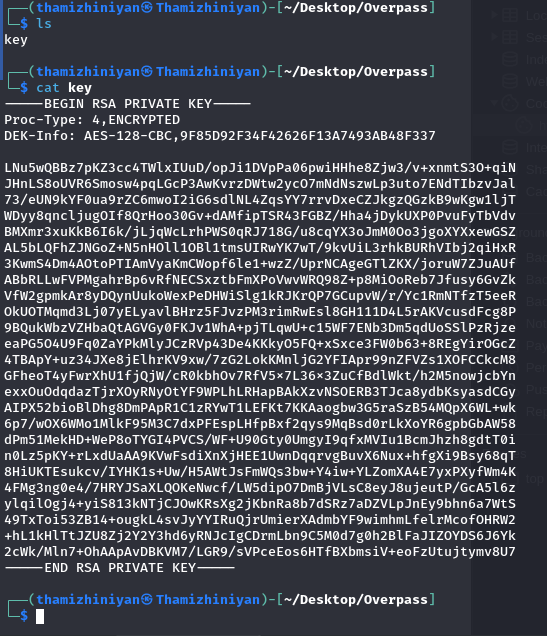 ┌──(thamizhiniyan㉿Thamizhiniyan)-[~/Desktop/Overpass]
└─$ ls
key
┌──(thamizhiniyan㉿Thamizhiniyan)-[~/Desktop/Overpass]
└─$ cat key
-----BEGIN RSA PRIVATE KEY-----
Proc-Type: 4,ENCRYPTED
DEK-Info: AES-128-CBC,9F85D92F34F42626F13A7493AB48F337
LNu5wQBBz7pKZ3cc4TWlxIUuD/opJi1DVpPa06pwiHHhe8Zjw3/v+xnmtS3O+qiN
JHnLS8oUVR6Smosw4pqLGcP3AwKvrzDWtw2ycO7mNdNszwLp3uto7ENdTIbzvJal
73/eUN9kYF0ua9rZC6mwoI2iG6sdlNL4ZqsYY7rrvDxeCZJkgzQGzkB9wKgw1ljT
WDyy8qncljugOIf8QrHoo30Gv+dAMfipTSR43FGBZ/Hha4jDykUXP0PvuFyTbVdv
BMXmr3xuKkB6I6k/jLjqWcLrhPWS0qRJ718G/u8cqYX3oJmM0Oo3jgoXYXxewGSZ
AL5bLQFhZJNGoZ+N5nHOll1OBl1tmsUIRwYK7wT/9kvUiL3rhkBURhVIbj2qiHxR
3KwmS4Dm4AOtoPTIAmVyaKmCWopf6le1+wzZ/UprNCAgeGTlZKX/joruW7ZJuAUf
ABbRLLwFVPMgahrBp6vRfNECSxztbFmXPoVwvWRQ98Z+p8MiOoReb7Jfusy6GvZk
VfW2gpmkAr8yDQynUukoWexPeDHWiSlg1kRJKrQP7GCupvW/r/Yc1RmNTfzT5eeR
OkUOTMqmd3Lj07yELyavlBHrz5FJvzPM3rimRwEsl8GH111D4L5rAKVcusdFcg8P
9BQukWbzVZHbaQtAGVGy0FKJv1WhA+pjTLqwU+c15WF7ENb3Dm5qdUoSSlPzRjze
eaPG5O4U9Fq0ZaYPkMlyJCzRVp43De4KKkyO5FQ+xSxce3FW0b63+8REgYirOGcZ
4TBApY+uz34JXe8jElhrKV9xw/7zG2LokKMnljG2YFIApr99nZFVZs1XOFCCkcM8
GFheoT4yFwrXhU1fjQjW/cR0kbhOv7RfV5x7L36x3ZuCfBdlWkt/h2M5nowjcbYn
exxOuOdqdazTjrXOyRNyOtYF9WPLhLRHapBAkXzvNSOERB3TJca8ydbKsyasdCGy
AIPX52bioBlDhg8DmPApR1C1zRYwT1LEFKt7KKAaogbw3G5raSzB54MQpX6WL+wk
6p7/wOX6WMo1MlkF95M3C7dxPFEspLHfpBxf2qys9MqBsd0rLkXoYR6gpbGbAW58
dPm51MekHD+WeP8oTYGI4PVCS/WF+U90Gty0UmgyI9qfxMVIu1BcmJhzh8gdtT0i
n0Lz5pKY+rLxdUaAA9KVwFsdiXnXjHEE1UwnDqqrvgBuvX6Nux+hfgXi9Bsy68qT
8HiUKTEsukcv/IYHK1s+Uw/H5AWtJsFmWQs3bw+Y4iw+YLZomXA4E7yxPXyfWm4K
4FMg3ng0e4/7HRYJSaXLQOKeNwcf/LW5dipO7DmBjVLsC8eyJ8ujeutP/GcA5l6z
ylqilOgj4+yiS813kNTjCJOwKRsXg2jKbnRa8b7dSRz7aDZVLpJnEy9bhn6a7WtS
49TxToi53ZB14+ougkL4svJyYYIRuQjrUmierXAdmbYF9wimhmLfelrMcofOHRW2
+hL1kHlTtJZU8Zj2Y2Y3hd6yRNJcIgCDrmLbn9C5M0d7g0h2BlFaJIZOYDS6J6Yk
2cWk/Mln7+OhAApAvDBKVM7/LGR9/sVPceEos6HTfBXbmsiV+eoFzUtujtymv8U7
-----END RSA PRIVATE KEY-----
┌──(thamizhiniyan㉿Thamizhiniyan)-[~/Desktop/Overpass]
└─$